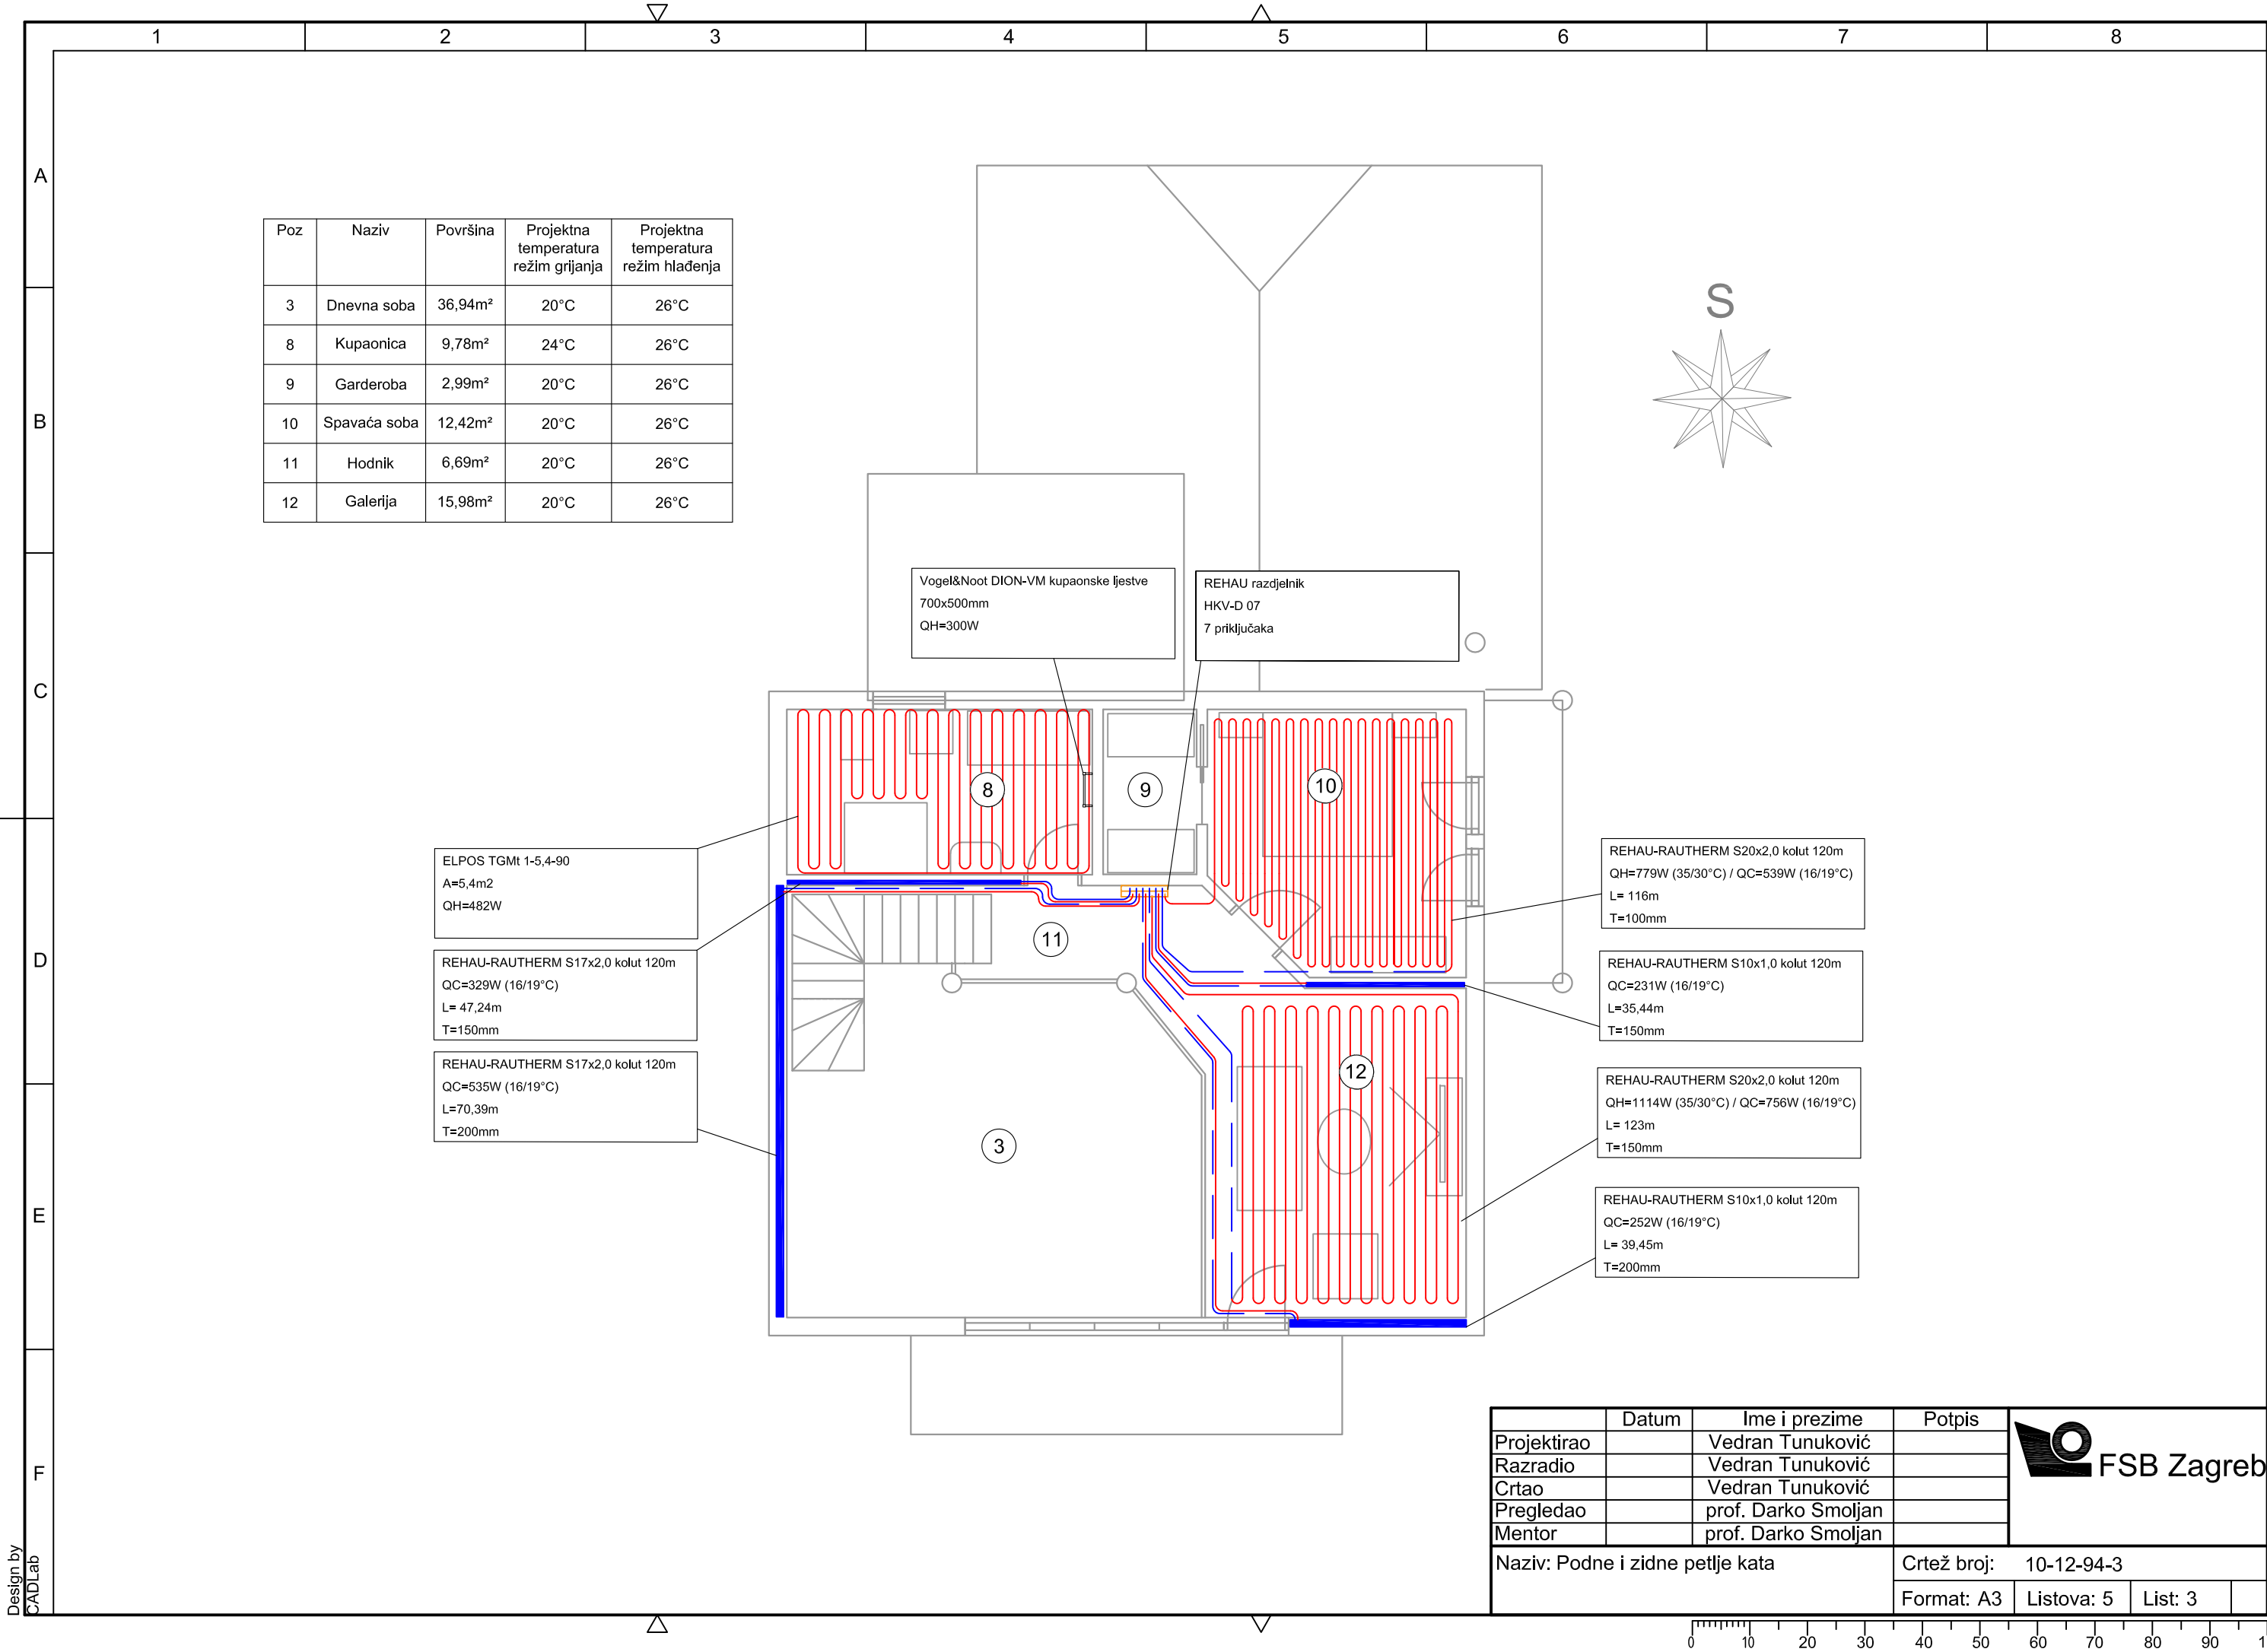 1 2 3 4 5 6 7 8
A
B
C
D
E
F
Poz Naziv Površina Projektna temperatura režim grijanja Projektna temperatura režim hlađenja
3 Dnevna soba 36,94m² 20°C 26°C
8 Kupaonica 9,78m² 24°C 26°C
9 Garderoba 2,99m² 20°C 26°C
10 Spavaća soba 12,42m² 20°C 26°C
11 Hodnik 6,69m² 20°C 26°C
12 Galerija 15,98m² 20°C 26°C
S
Vogel&Noot DION-VM kupaonske ljestve
700x500mm
QH=300W
REHAU razdjelnik
HKV-D 07
7 priključaka
8
9
10
11
12
3
ELPOS TGMt 1-5,4-90
A=5,4m2
QH=482W
REHAU-RAUTHERM S17x2,0 kolut 120m
QC=329W (16/19°C)
L= 47,24m
T=150mm
REHAU-RAUTHERM S17x2,0 kolut 120m
QC=535W (16/19°C)
L=70,39m
T=200mm
REHAU-RAUTHERM S20x2,0 kolut 120m
QH=779W (35/30°C) / QC=539W (16/19°C)
L= 116m
T=100mm
REHAU-RAUTHERM S10x1,0 kolut 120m
QC=231W (16/19°C)
L=35,44m
T=150mm
REHAU-RAUTHERM S20x2,0 kolut 120m
QH=1114W (35/30°C) / QC=756W (16/19°C)
L= 123m
T=150mm
REHAU-RAUTHERM S10x1,0 kolut 120m
QC=252W (16/19°C)
L= 39,45m
T=200mm
Datum Ime i prezime Potpis
Projektirao Vedran Tunuković
Razradio Vedran Tunuković
Crtao Vedran Tunuković
Pregledao prof. Darko Smoljan
Mentor prof. Darko Smoljan
FSB Zagreb
Naziv: Podne i zidne petlje kata
Crtež broj: 10-12-94-3
Format: A3 Listova: 5 List: 3
Design by
CADLab
0 10 20 30 40 50 60 70 80 90